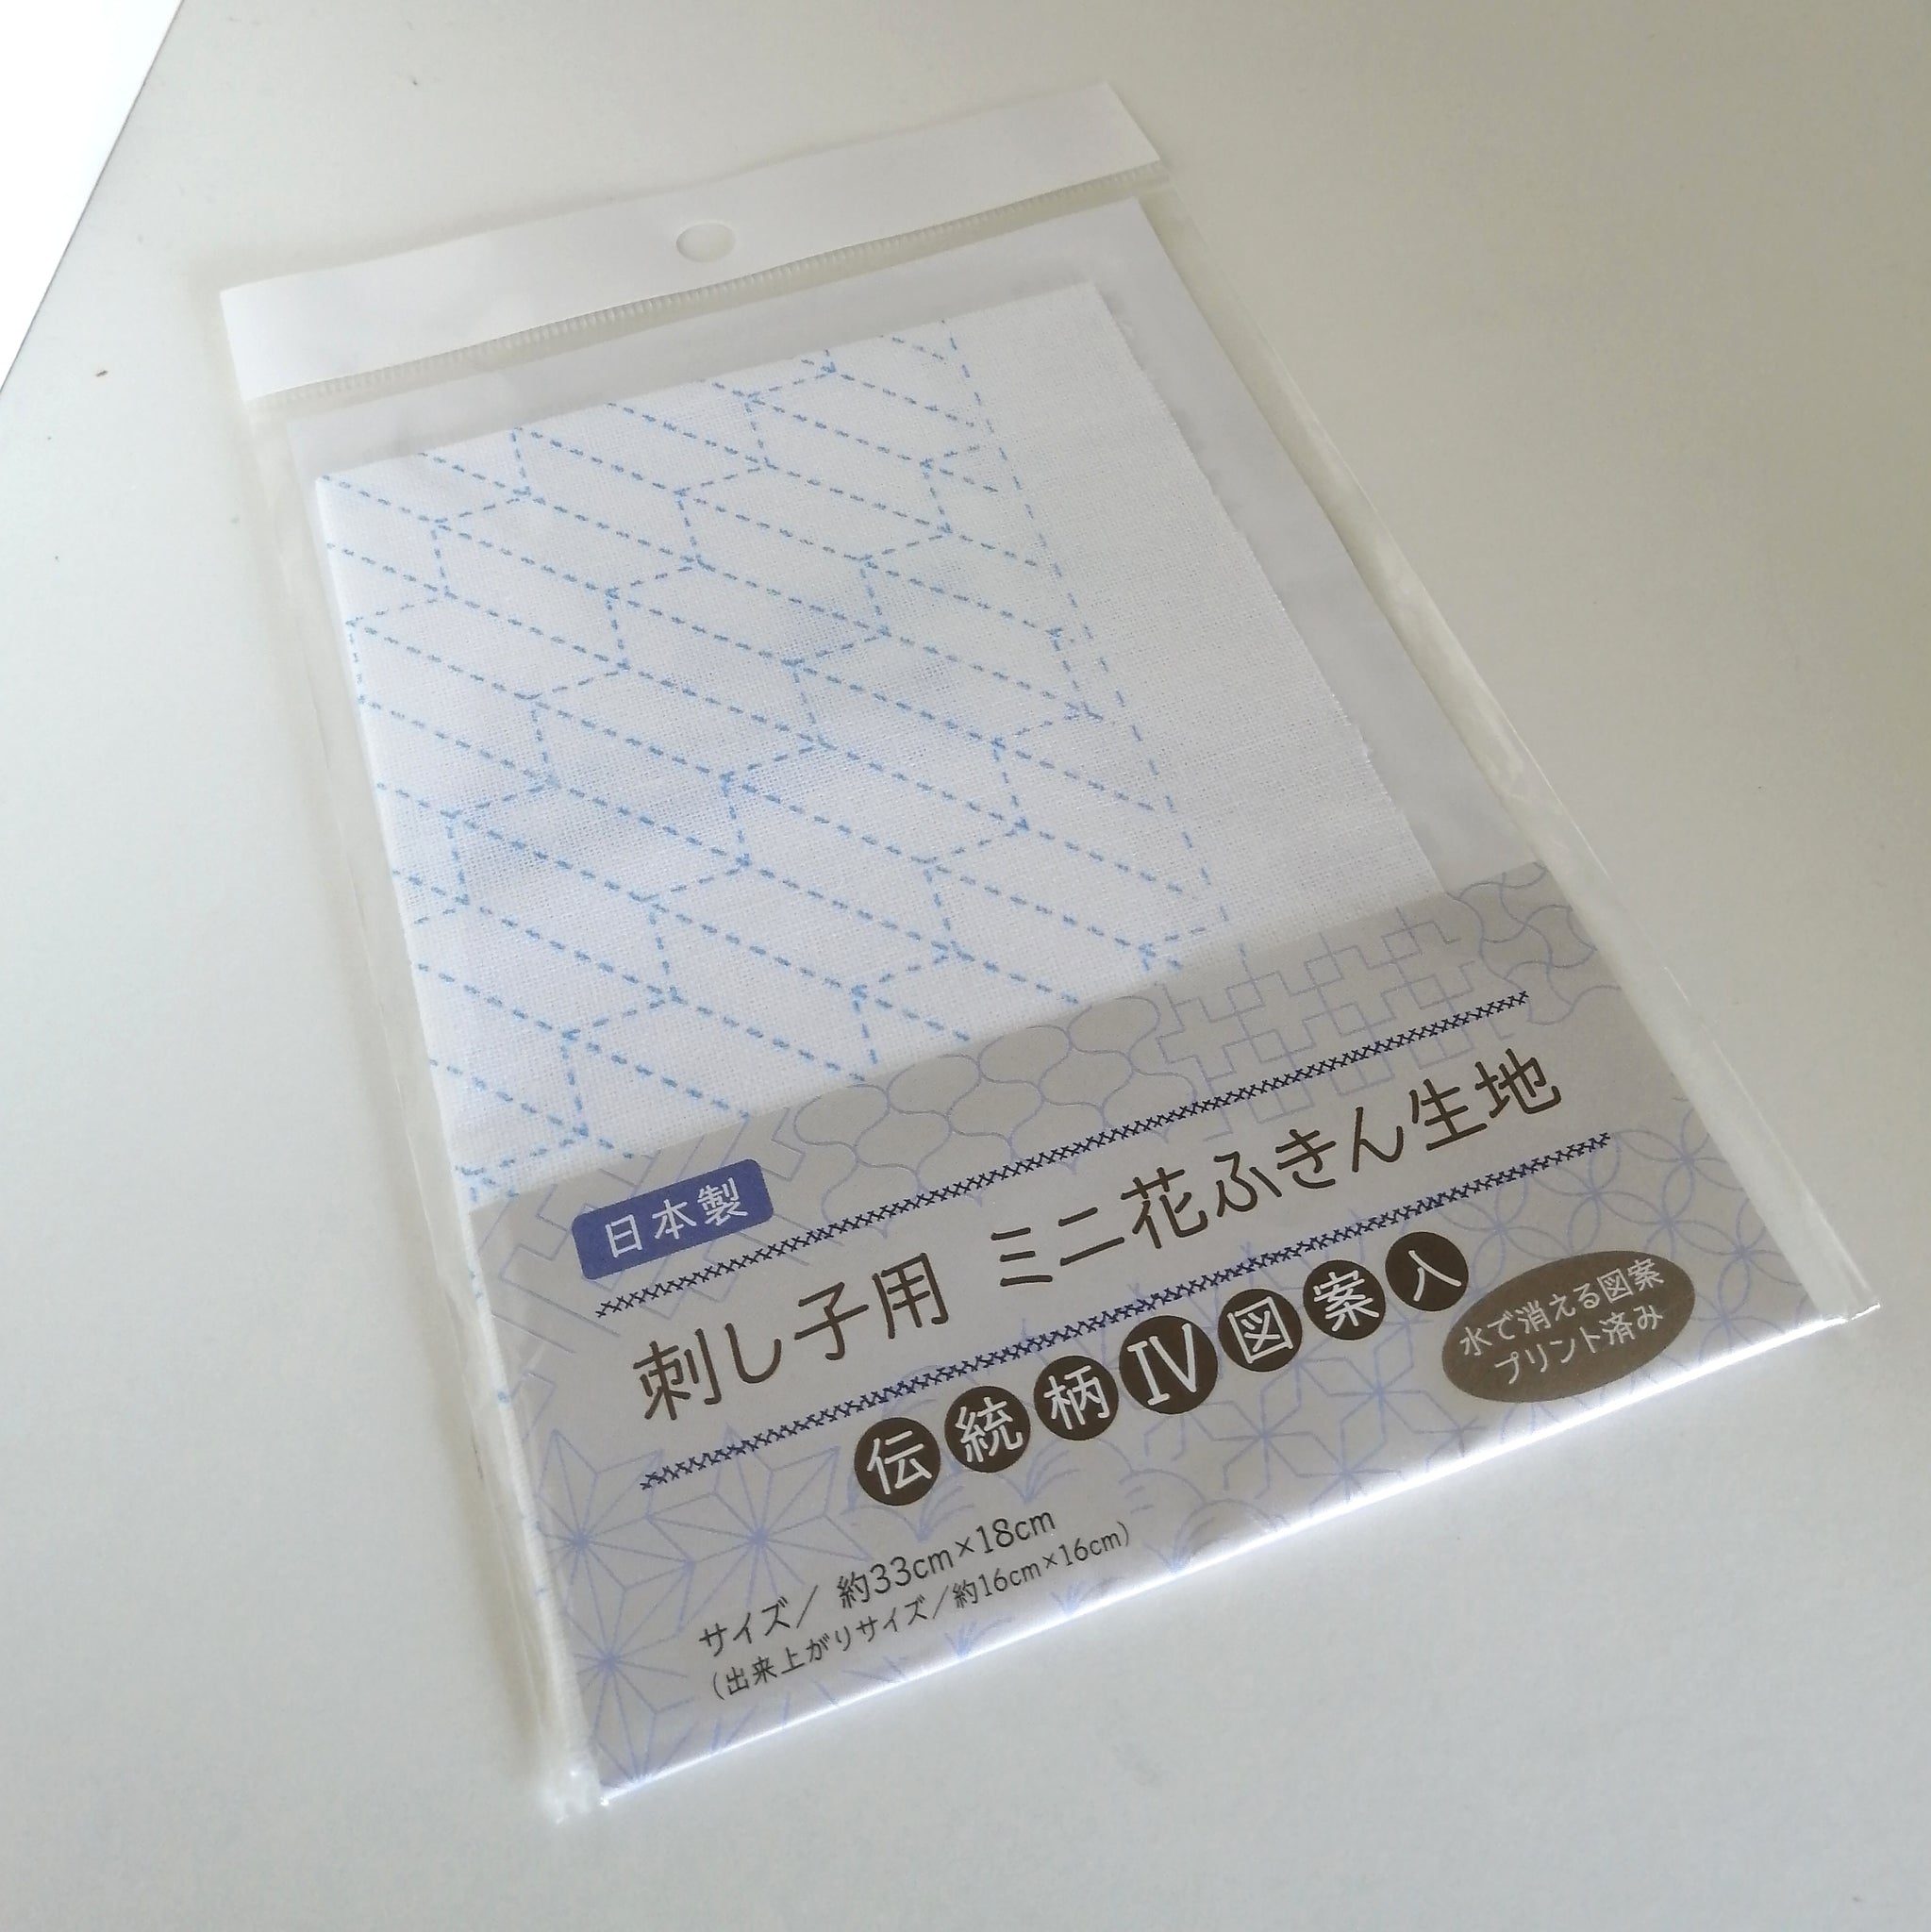 日本製
刺し子用 ミニ花ふきん生地
伝統柄Ⅳ図案入
水で消える図案
プリント済み
サイズ／約33cm×18cm
(出来上がりサイズ／約16cm×16cm)